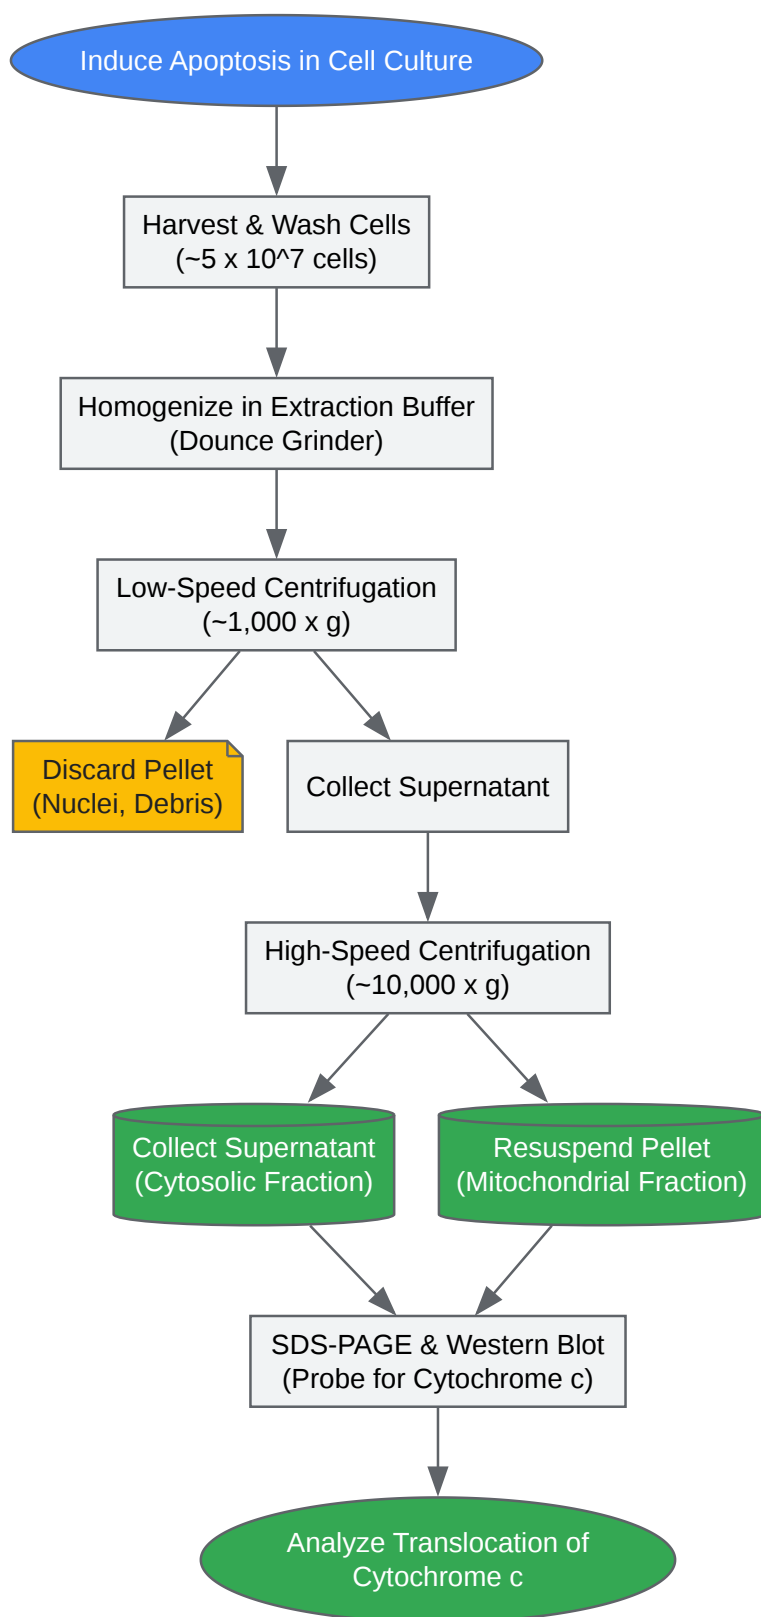 Induce Apoptosis in Cell Culture
Harvest & Wash Cells
(~5 x 10^7 cells)
Homogenize in Extraction Buffer
(Dounce Grinder)
Low-Speed Centrifugation
(~1,000 x g)
Discard Pellet
(Nuclei, Debris)
Collect Supernatant
High-Speed Centrifugation
(~10,000 x g)
Collect Supernatant
(Cytosolic Fraction)
Resuspend Pellet
(Mitochondrial Fraction)
SDS-PAGE & Western Blot
(Probe for Cytochrome c)
Analyze Translocation of
Cytochrome c